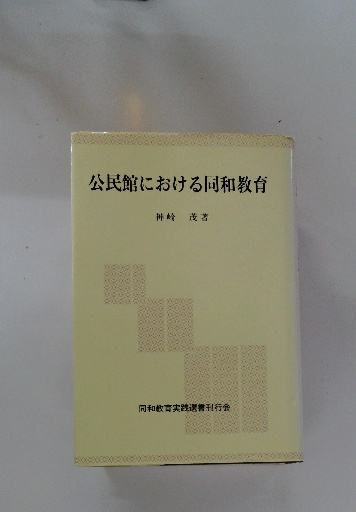 公民館における同和教育
神崎 茂著
同和教育実践選書刊行会